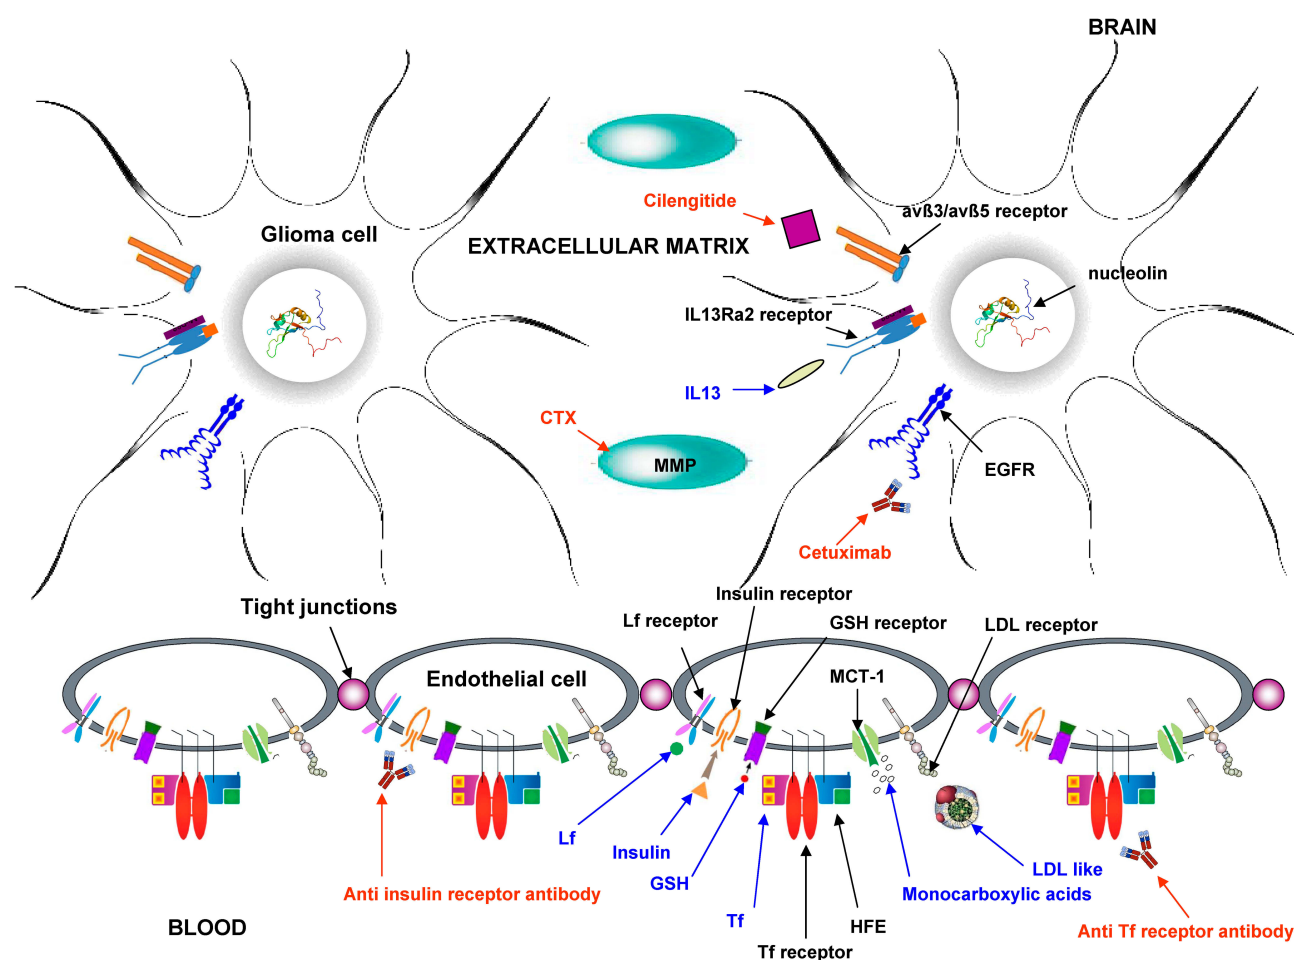 BRAIN
Cilengitide
avß3/avß5 receptor
Glioma cell
EXTRACELLULAR MATRIX
nucleolin
IL13Ra2 receptor
IL13
CTX
MMP
EGFR
Cetuximab
Insulin receptor
Tight junctions
Lf receptor
GSH receptor
LDL receptor
Endothelial cell
MCT-1
Lf
Insulin
GSH
LDL like
Anti insulin receptor antibody
Monocarboxylic acids
Tf
BLOOD
HFE
Anti Tf receptor antibody
Tf receptor